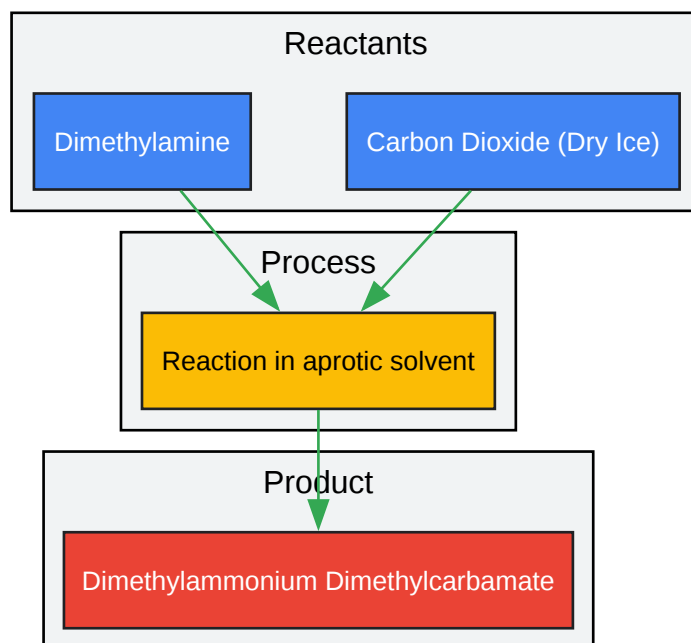 Reactants
Dimethylamine
Carbon Dioxide (Dry Ice)
Process
Reaction in aprotic solvent
Product
Dimethylammonium Dimethylcarbamate